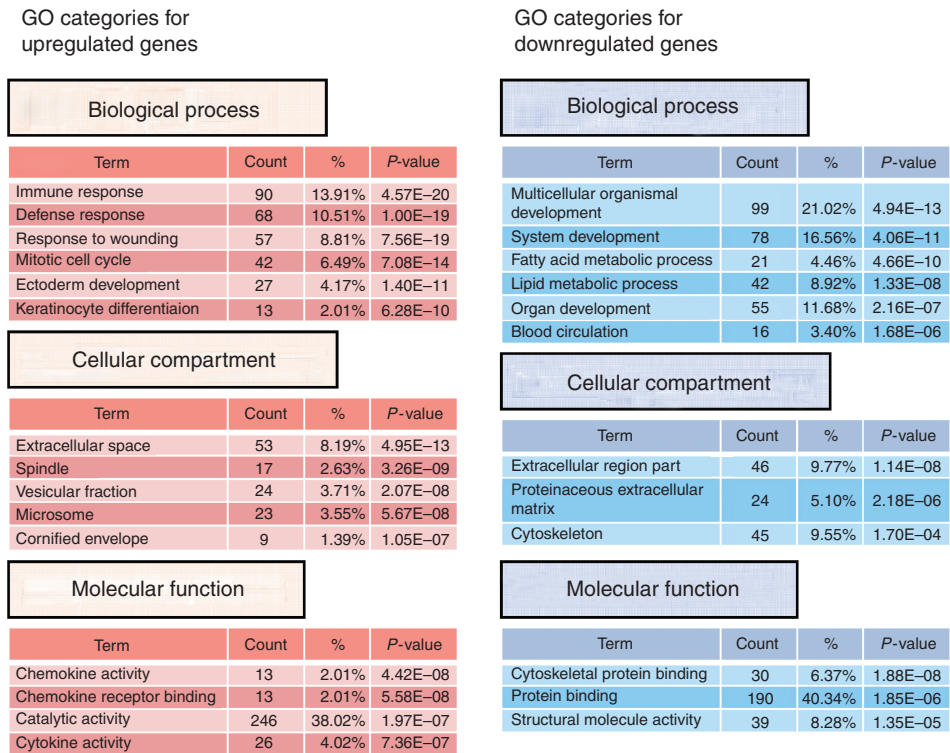 GO categories for
upregulated genes
Biological process
Term Count % P-value
Immune response 90 13.91% 4.57E–20
Defense response 68 10.51% 1.00E–19
Response to wounding 57 8.81% 7.56E–19
Mitotic cell cycle 42 6.49% 7.08E–14
Ectoderm development 27 4.17% 1.40E–11
Keratinocyte differentiaion 13 2.01% 6.28E–10
Cellular compartment
Term Count % P-value
Extracellular space 53 8.19% 4.95E–13
Spindle 17 2.63% 3.26E–09
Vesicular fraction 24 3.71% 2.07E–08
Microsome 23 3.55% 5.67E–08
Cornified envelope 9 1.39% 1.05E–07
Molecular function
Term Count % P-value
Chemokine activity 13 2.01% 4.42E–08
Chemokine receptor binding 13 2.01% 5.58E–08
Catalytic activity 246 38.02% 1.97E–07
Cytokine activity 26 4.02% 7.36E–07
GO categories for
downregulated genes
Biological process
Term Count % P-value
Multicellular organismal
development 99 21.02% 4.94E–13
System development 78 16.56% 4.06E–11
Fatty acid metabolic process 21 4.46% 4.66E–10
Lipid metabolic process 42 8.92% 1.33E–08
Organ development 55 11.68% 2.16E–07
Blood circulation 16 3.40% 1.68E–06
Cellular compartment
Term Count % P-value
Extracellular region part 46 9.77% 1.14E–08
Proteinaceous extracellular
matrix 24 5.10% 2.18E–06
Cytoskeleton 45 9.55% 1.70E–04
Molecular function
Term Count % P-value
Cytoskeletal protein binding 30 6.37% 1.88E–08
Protein binding 190 40.34% 1.85E–06
Structural molecule activity 39 8.28% 1.35E–05